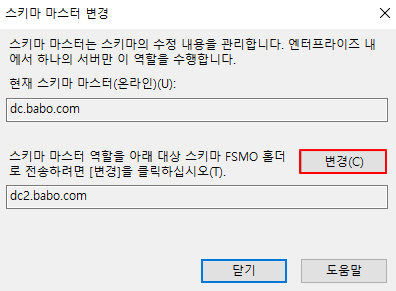 스키마 마스터 변경
스키마 마스터는 스키마의 수정 내용을 관리합니다. 엔터프라이즈 내
에서 하나의 서버만 이 역할을 수행합니다.
현재 스키마 마스터(온라인)(U):
dc.babo.com
스키마 마스터 역할을 아래 대상 스키마 FSMO 홀더
로 전송하려면 [변경]을 클릭하십시오(T).
변경(C)
dc2.babo.com
닫기
도움말